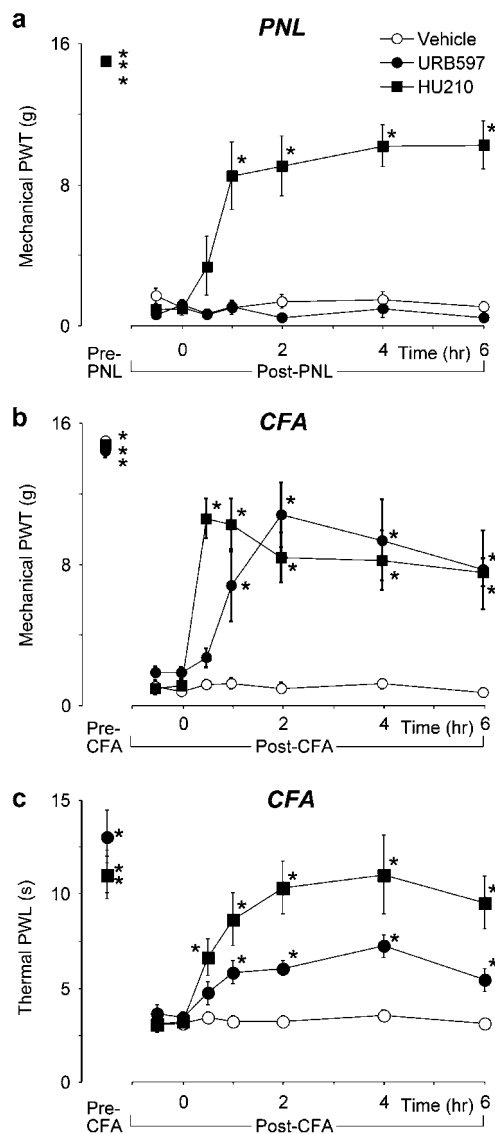 a
PNL
16
8
0
Mechanical PWT (g)
Vehicle
URB597
HU210
*
*
*
* * * *
0 2 4 Time (hr) 6
Pre-
PNL
Post-PNL
b
CFA
16
8
0
Mechanical PWT (g)
*
*
*
* * * * *
* * * *
0 2 4 Time (hr) 6
Pre-
CFA
Post-CFA
c
CFA
15
10
5
0
Thermal PWL (s)
*
*
*
* * * * *
* * * *
0 2 4 Time (hr) 6
Pre-
CFA
Post-CFA